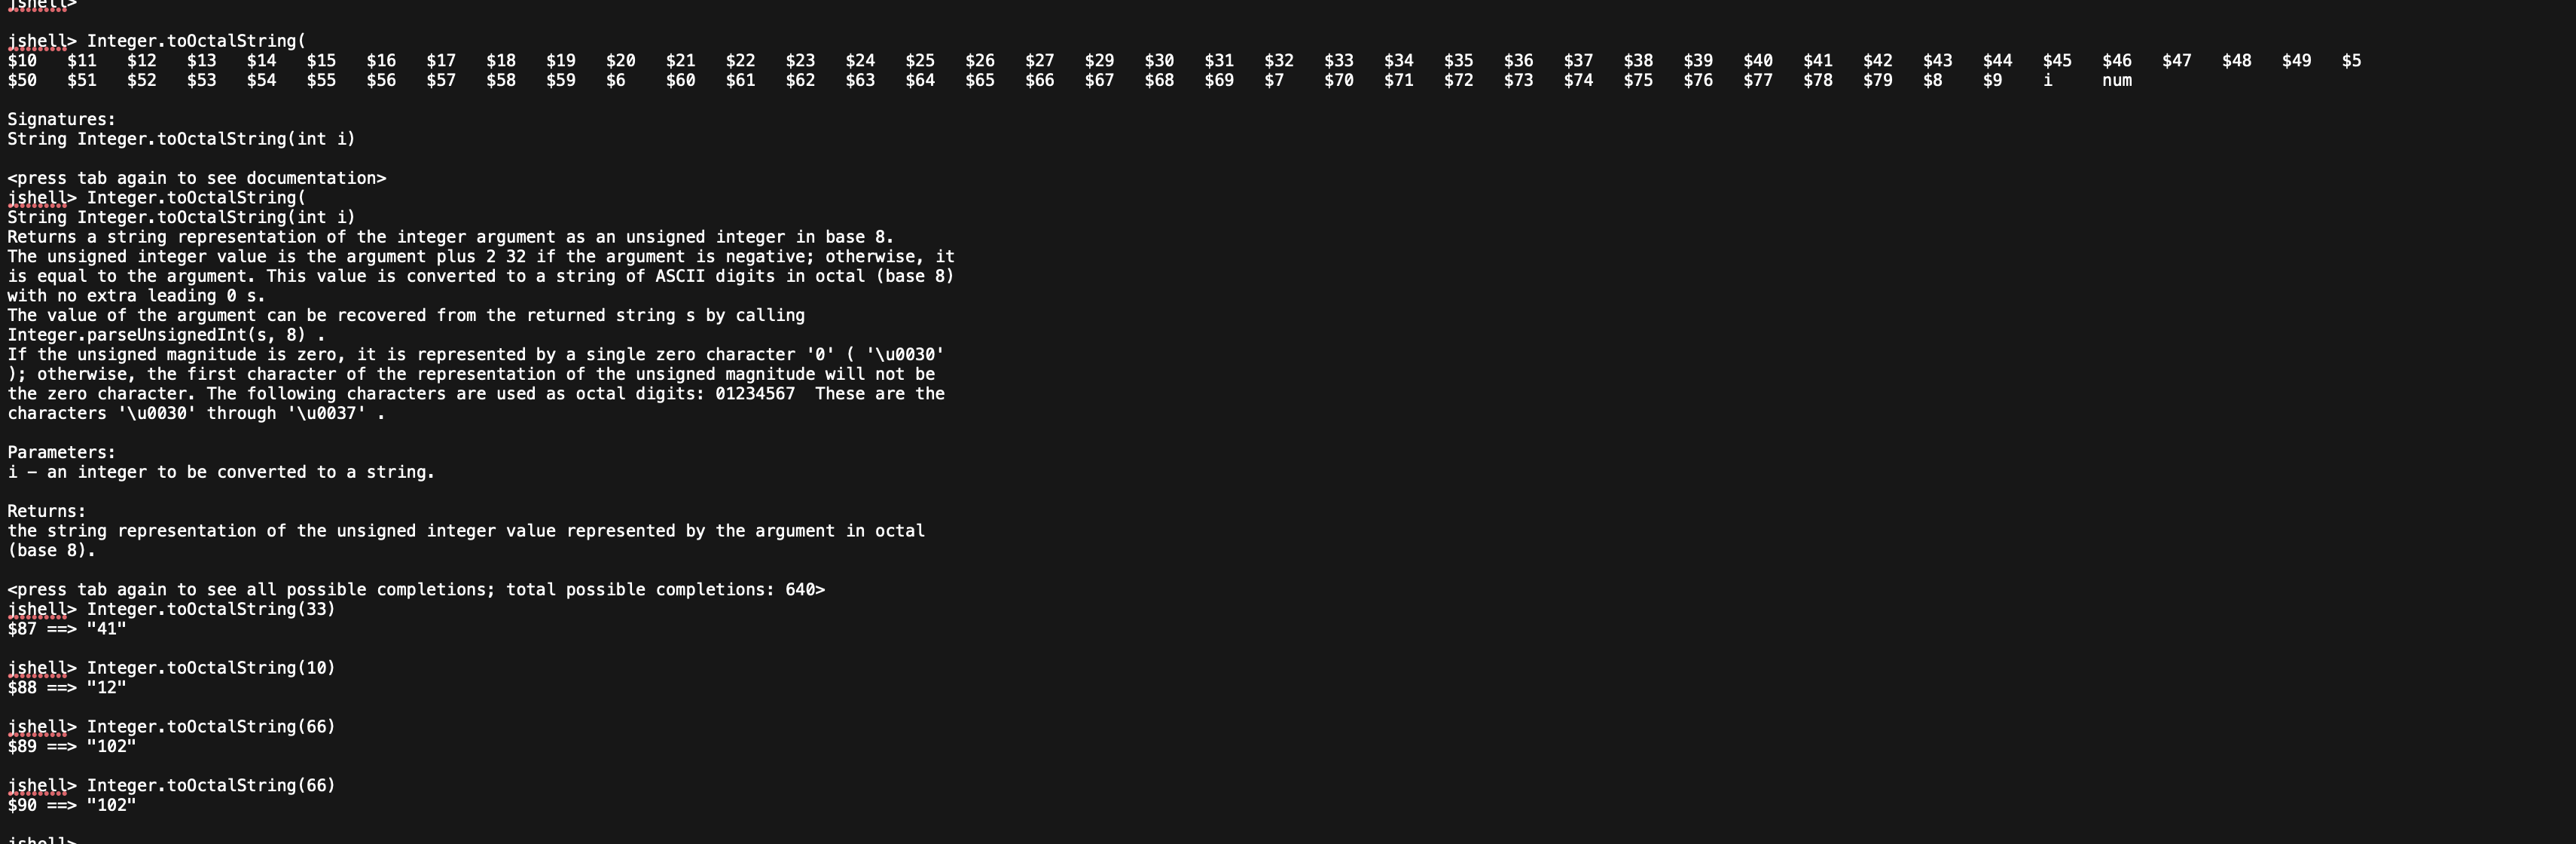 jshell>
jshell> Integer.toOctalString(
$10 $11 $12 $13 $14 $15 $16 $17 $18 $19 $20 $21 $22 $23 $24 $25 $26 $27 $29 $30 $31 $32 $33 $34 $35 $36 $37 $38 $39 $40 $41 $42 $43 $44 $45 $46 $47 $48 $49 $5
$50 $51 $52 $53 $54 $55 $56 $57 $58 $59 $6 $60 $61 $62 $63 $64 $65 $66 $67 $68 $69 $7 $70 $71 $72 $73 $74 $75 $76 $77 $78 $79 $8 $9 i num
Signatures:
String Integer.toOctalString(int i)
<press tab again to see documentation>
jshell> Integer.toOctalString(
String Integer.toOctalString(int i)
Returns a string representation of the integer argument as an unsigned integer in base 8.
The unsigned integer value is the argument plus 2 32 if the argument is negative; otherwise, it
is equal to the argument. This value is converted to a string of ASCII digits in octal (base 8)
with no extra leading 0 s.
The value of the argument can be recovered from the returned string s by calling
Integer.parseUnsignedInt(s, 8) .
If the unsigned magnitude is zero, it is represented by a single zero character '0' ( '\u0030'
); otherwise, the first character of the representation of the unsigned magnitude will not be
the zero character. The following characters are used as octal digits: 01234567  These are the
characters '\u0030' through '\u0037' .
Parameters:
i - an integer to be converted to a string.
Returns:
the string representation of the unsigned integer value represented by the argument in octal
(base 8).
<press tab again to see all possible completions; total possible completions: 640>
jshell> Integer.toOctalString(33)
$87 ==> "41"
jshell> Integer.toOctalString(10)
$88 ==> "12"
jshell> Integer.toOctalString(66)
$89 ==> "102"
jshell> Integer.toOctalString(66)
$90 ==> "102"
jshell>